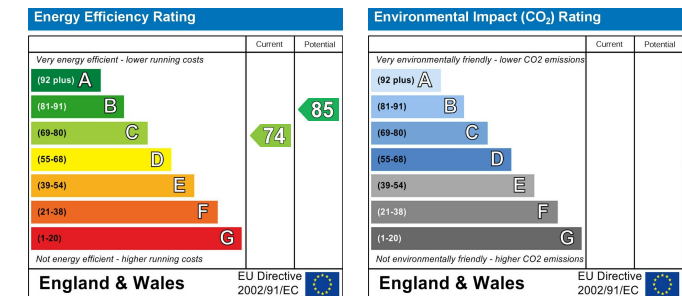 Energy Efficiency Rating
Current Potential
Very energy efficient - lower running costs
(92 plus) A
(81-91) B
85
(69-80) C
74
(55-68) D
(39-54) E
(21-38) F
(1-20) G
Not energy efficient - higher running costs
England & Wales
EU Directive
2002/91/EC
Environmental Impact (CO₂) Rating
Current Potential
Very environmentally friendly - lower CO2 emissions
(92 plus) A
(81-91) B
(69-80) C
(55-68) D
(39-54) E
(21-38) F
(1-20) G
Not environmentally friendly - higher CO2 emissions
England & Wales
EU Directive
2002/91/EC